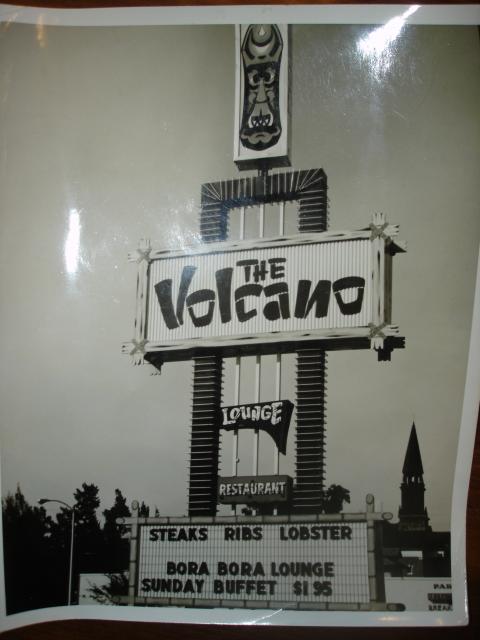 THE
Volcano
LOUNGE
RESTAURANT
STEAKS RIBS LOBSTER
BORA BORA LOUNGE
SUNDAY BUFFET $1 95